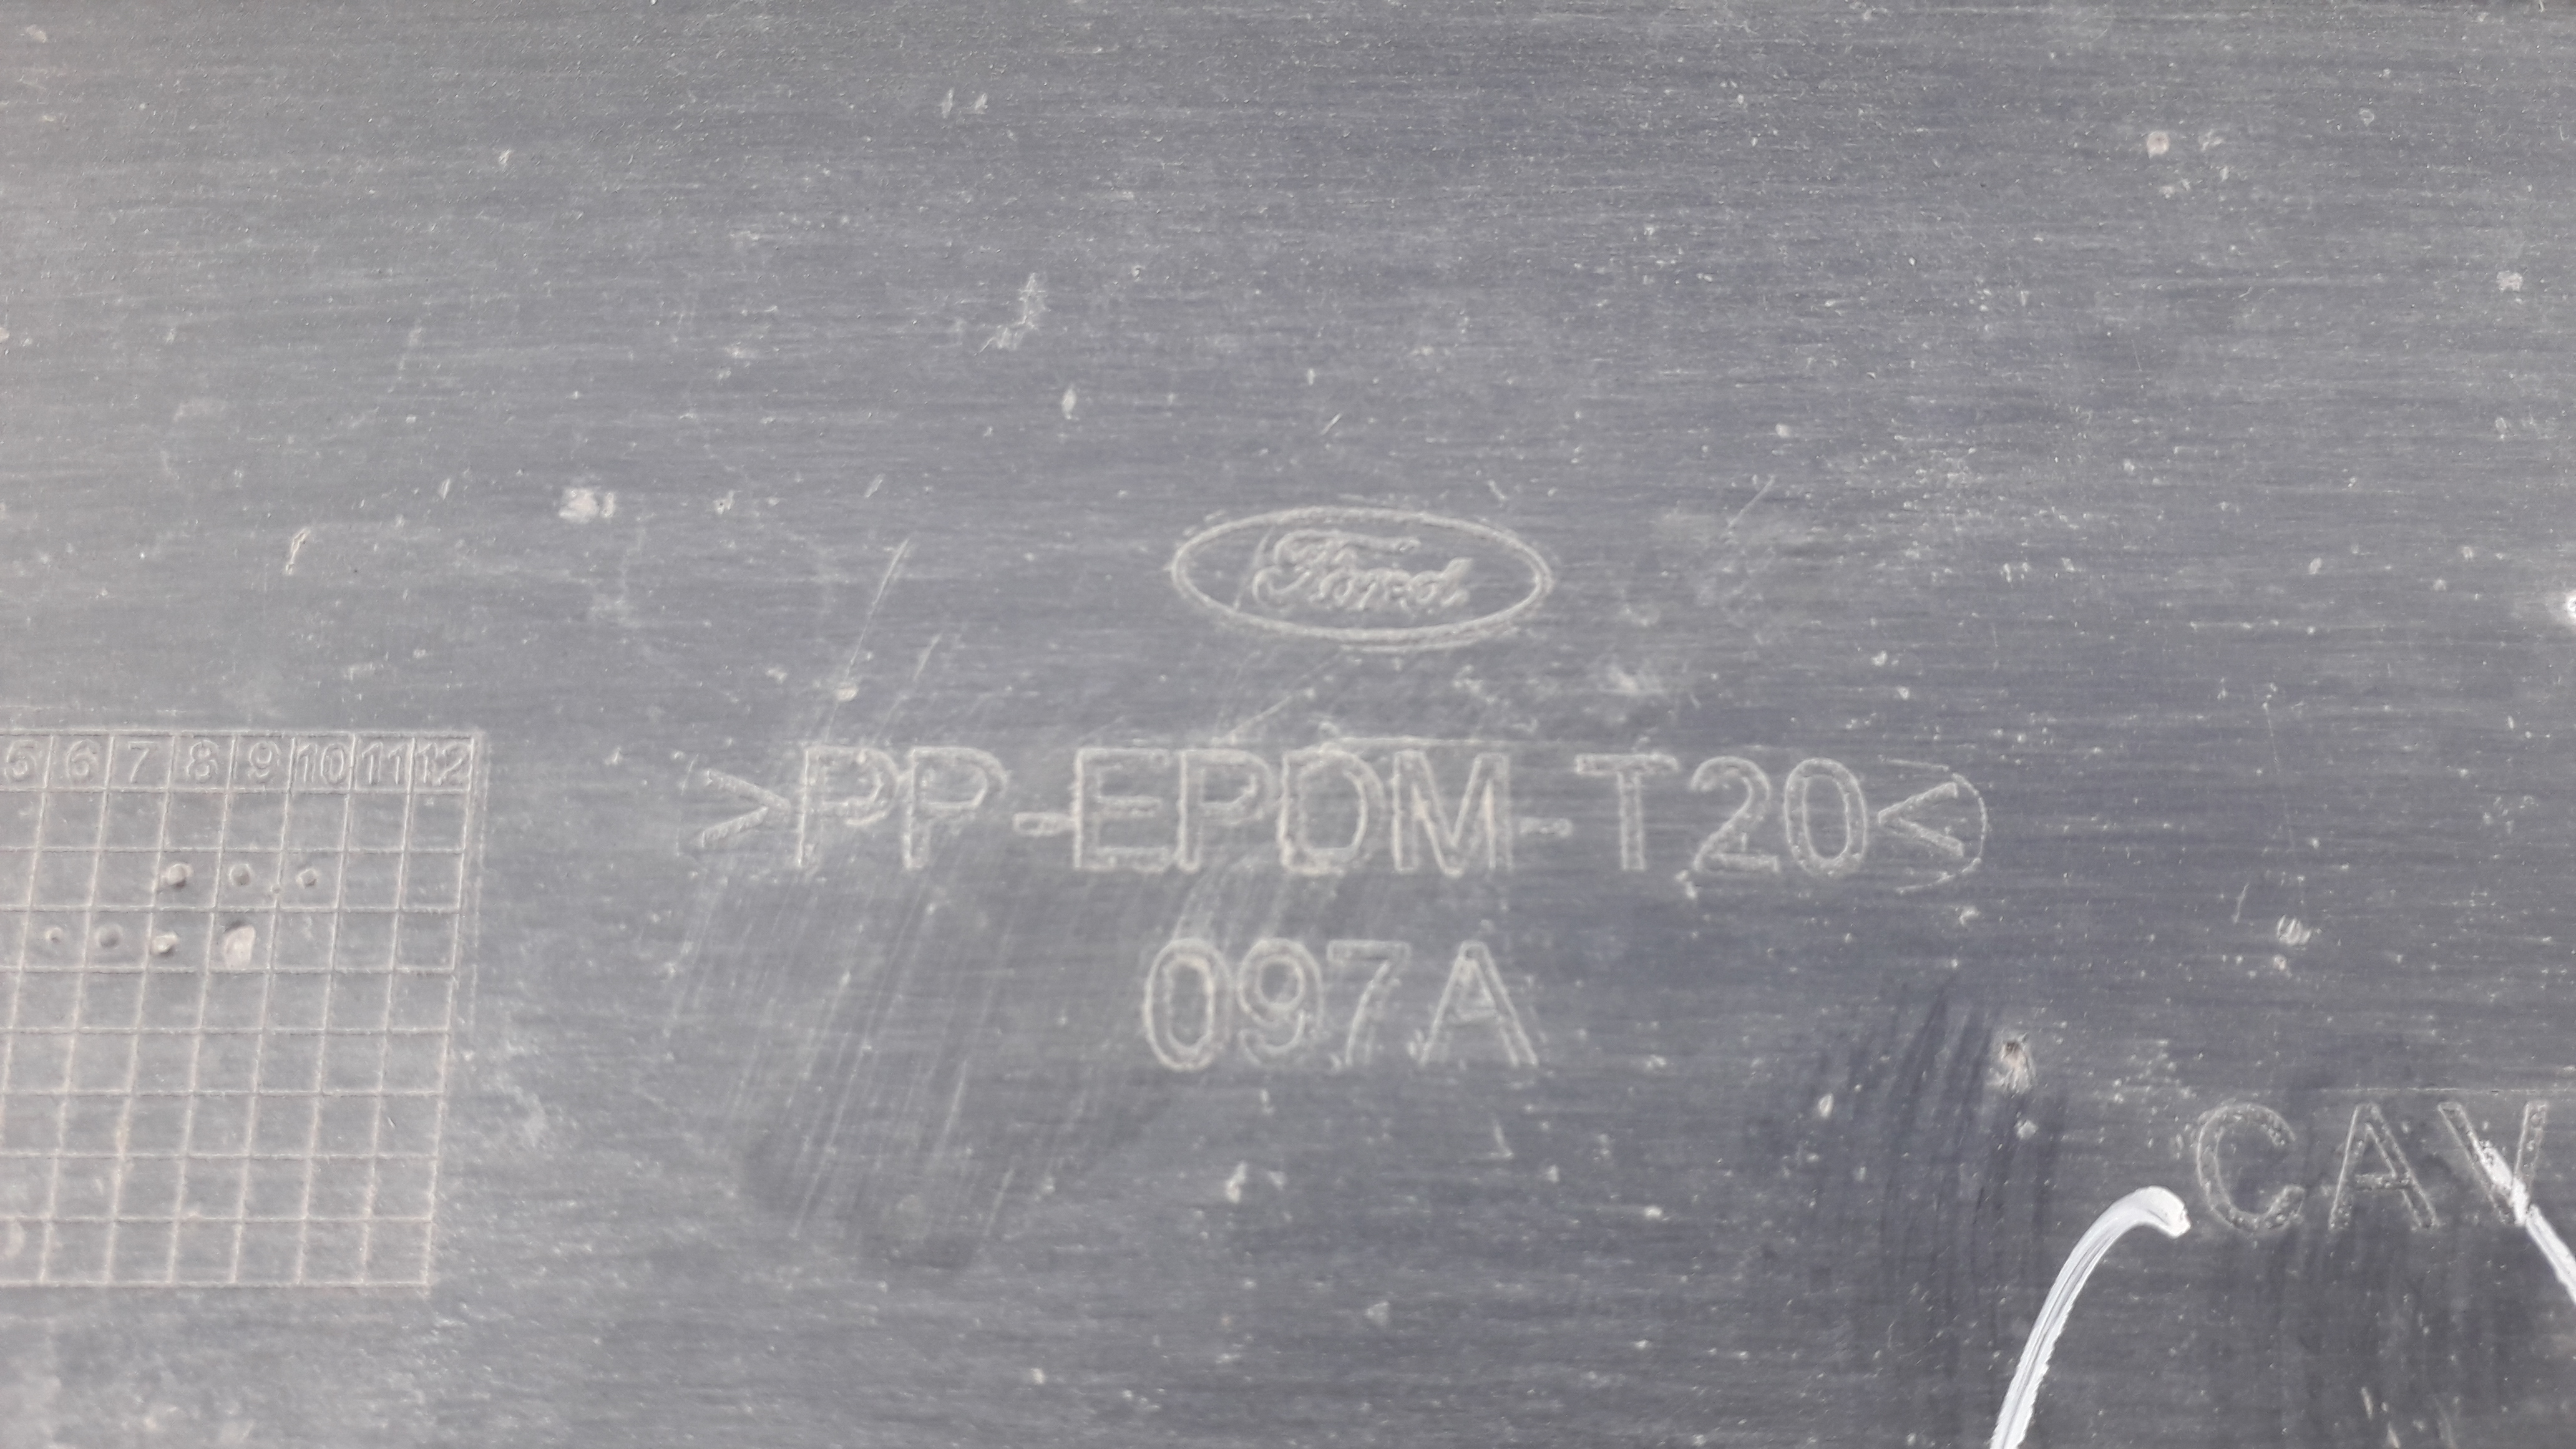 Ford
5 6 7 8 9 10 11 12
>PP-EPDM-T20<
097A
CAV